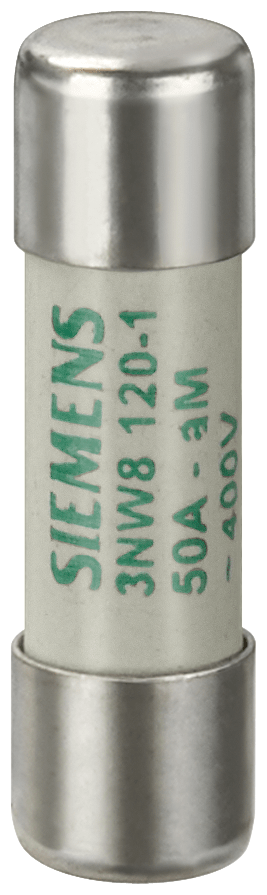 SIEMENS
3NW8 120-1
50A - aM
~ 400V